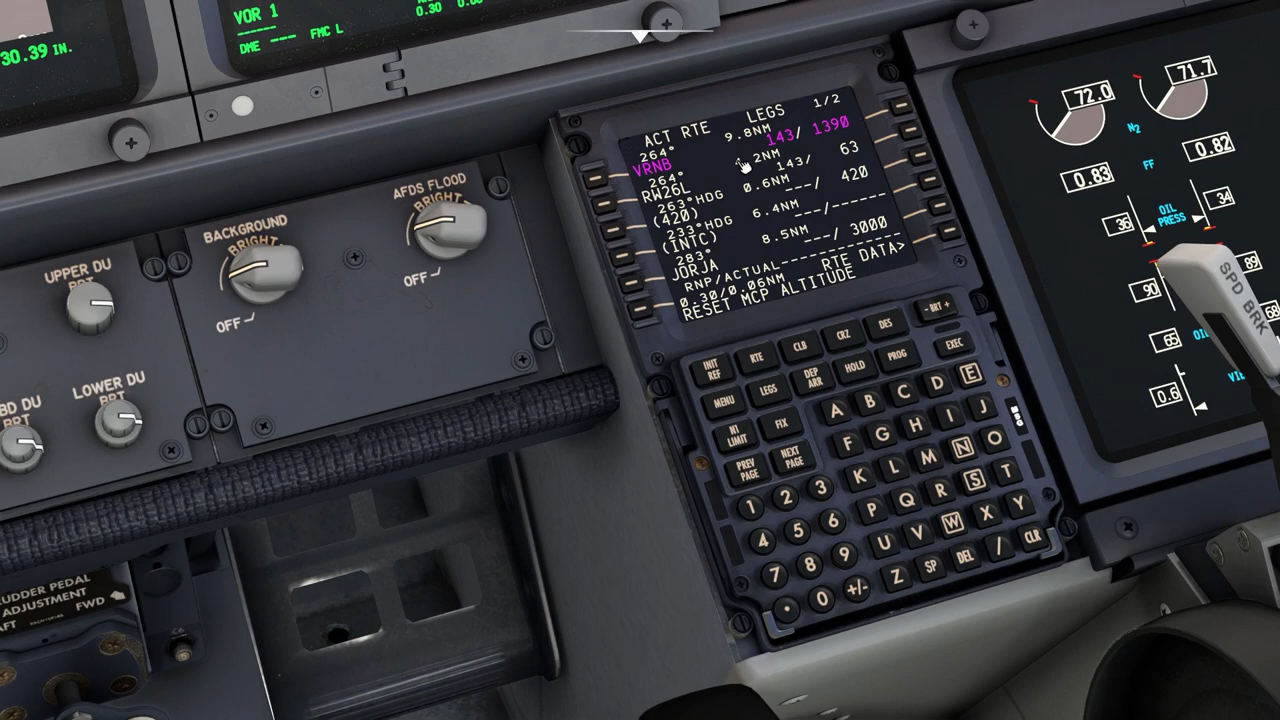 30.39 IN.
VOR 1
DME ---- FMC L
0.30
ACT RTE LEGS 1/2
264° 9.8NM
VRNB 143/ 1390
264° 2NM
RW26L 143/ 63
263°HDG 0.6NM
(420) ---/ 420
233°HDG 6.4NM
(INTC) ---/------
283° 8.5NM
JORJA ---/ 3000
RNP/ACTUAL------------
0.30/0.06NM RTE DATA>
RESET MCP ALTITUDE
72.0
71.7
N2
0.83
FF
0.82
36
OIL PRESS
34
90
89
65
68
0.6
SPD BRK
UPPER DU
BRT
BACKGROUND
BRIGHT
OFF
AFDS FLOOD
BRIGHT
OFF
BD DU
BRT
LOWER DU
BRT
RUDDER PEDAL
ADJUSTMENT
AFT FWD
INIT REF
RTE
CLB
CRZ
DES
- BRT +
MENU
LEGS
DEP ARR
HOLD
PROG
EXEC
N1 LIMIT
FIX
PREV PAGE
NEXT PAGE
A B C D E
F G H I J
K L M N O
P Q R S T
U V W X Y
Z SP DEL / CLR
1 2 3
4 5 6
7 8 9
. 0 +/-